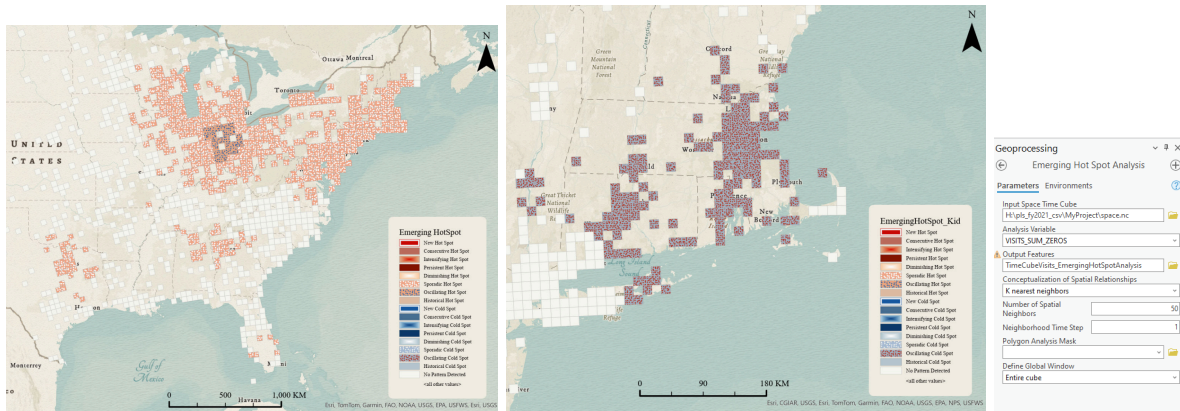 N
Ottawa Montreal
Toronto
UNITED
STATES
Emerging HotSpot
New Hot Spot
Consecutive Hot Spot
Intensifying Hot Spot
Persistent Hot Spot
Diminishing Hot Spot
Sporadic Hot Spot
Oscillating Hot Spot
Historical Hot Spot
New Cold Spot
Consecutive Cold Spot
Intensifying Cold Spot
Persistent Cold Spot
Diminishing Cold Spot
Sporadic Cold Spot
Oscillating Cold Spot
Historical Cold Spot
No Pattern Detected
<all other values>
Monterrey
Gulf of
Mexico
Havana
0 500 1,000 KM
Esri, TomTom, Garmin, FAO, NOAA, USGS, EPA, USFWS, Esri, USGS
N
Green
Mountain
National
Forest
Concord
Great Thicket
National
Wildlife
Plymouth
New
Bedford
Long Island
Sound
Refuge
EmergingHotSpot_Kid
New Hot Spot
Consecutive Hot Spot
Intensifying Hot Spot
Persistent Hot Spot
Diminishing Hot Spot
Sporadic Hot Spot
Oscillating Hot Spot
Historical Hot Spot
New Cold Spot
Consecutive Cold Spot
Intensifying Cold Spot
Persistent Cold Spot
Diminishing Cold Spot
Sporadic Cold Spot
Oscillating Cold Spot
Historical Cold Spot
No Pattern Detected
<all other values>
0 90 180 KM
Esri, CGIAR, USGS, Esri, TomTom, Garmin, FAO, NOAA, USGS, EPA, NPS, USFWS
Geoprocessing
Emerging Hot Spot Analysis
Parameters Environments
Input Space Time Cube
H:\pls_fy2021_csv\MyProject\space.nc
Analysis Variable
VISITS_SUM_ZEROS
Output Features
TimeCubeVisits_EmergingHotSpotAnalysis
Conceptualization of Spatial Relationships
K nearest neighbors
Number of Spatial
Neighbors
50
Neighborhood Time Step
1
Polygon Analysis Mask
Define Global Window
Entire cube